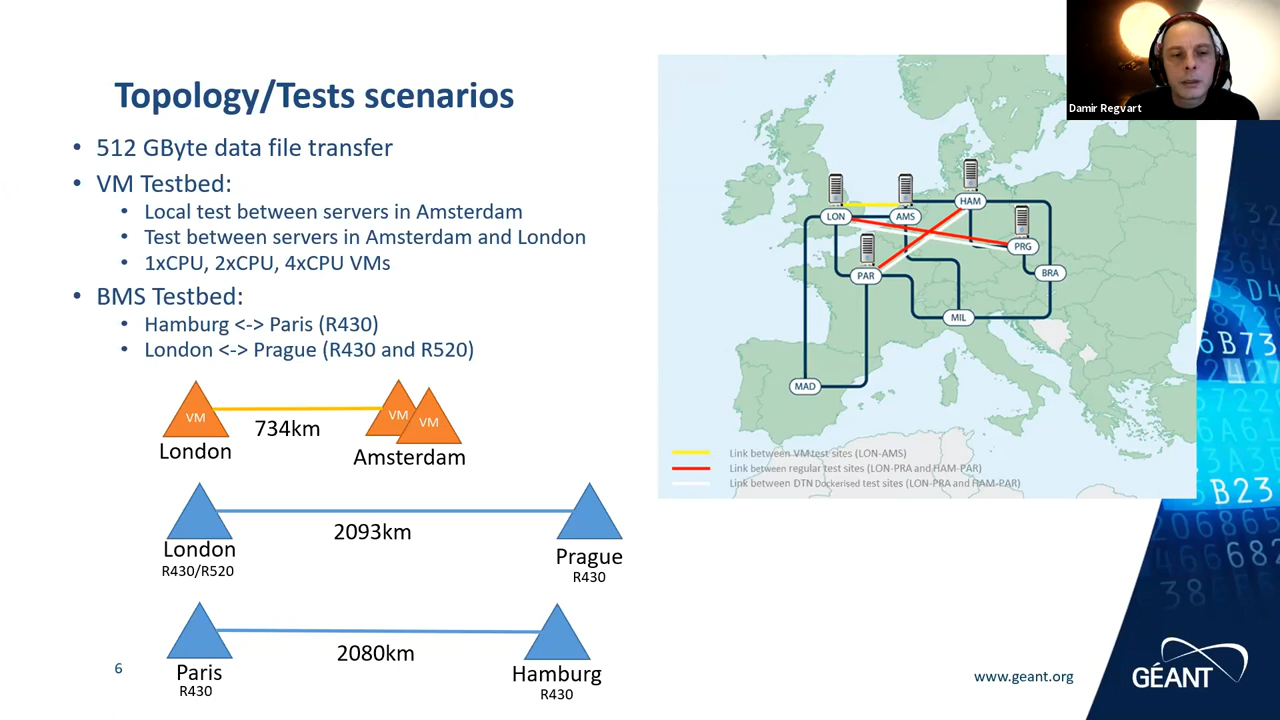 Damir Regvart
Topology/Tests scenarios
• 512 GByte data file transfer
• VM Testbed:
• Local test between servers in Amsterdam
• Test between servers in Amsterdam and London
• 1xCPU, 2xCPU, 4xCPU VMs
• BMS Testbed:
• Hamburg <-> Paris (R430)
• London <-> Prague (R430 and R520)
VM
VM
VM
734km
London
Amsterdam
2093km
London
R430/R520
Prague
R430
2080km
Paris
R430
Hamburg
R430
HAM
LON
AMS
PRG
PAR
BRA
MIL
MAD
Link between VM test sites (LON-AMS)
Link between regular test sites (LON-PRA and HAM-PAR)
Link between DTN Dockerised test sites (LON-PRA and HAM-PAR)
6
www.geant.org
GÉANT